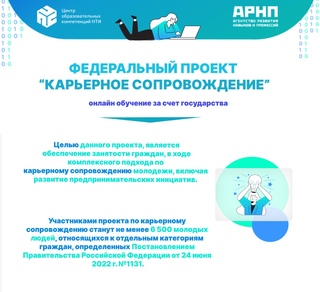 Центр
образовательных
компетенций НТИ
АРНП
АГЕНТСТВО РАЗВИТИЯ
НАВЫКОВ И ПРОФЕССИЙ
ФЕДЕРАЛЬНЫЙ ПРОЕКТ
“КАРЬЕРНОЕ СОПРОВОЖДЕНИЕ”
онлайн обучение за счет государства
Целью данного проекта, является
обеспечение занятости граждан, в ходе
комплексного подхода по
карьерному сопровождению молодежи, включая
развитие предпринимательских инициатив.
Участниками проекта по карьерному
сопровождению станут не менее 6 500 молодых
людей, относящихся к отдельным категориям
граждан, определенных Постановлением
Правительства Российской Федерации от 24 июня
2022 г. №1131.